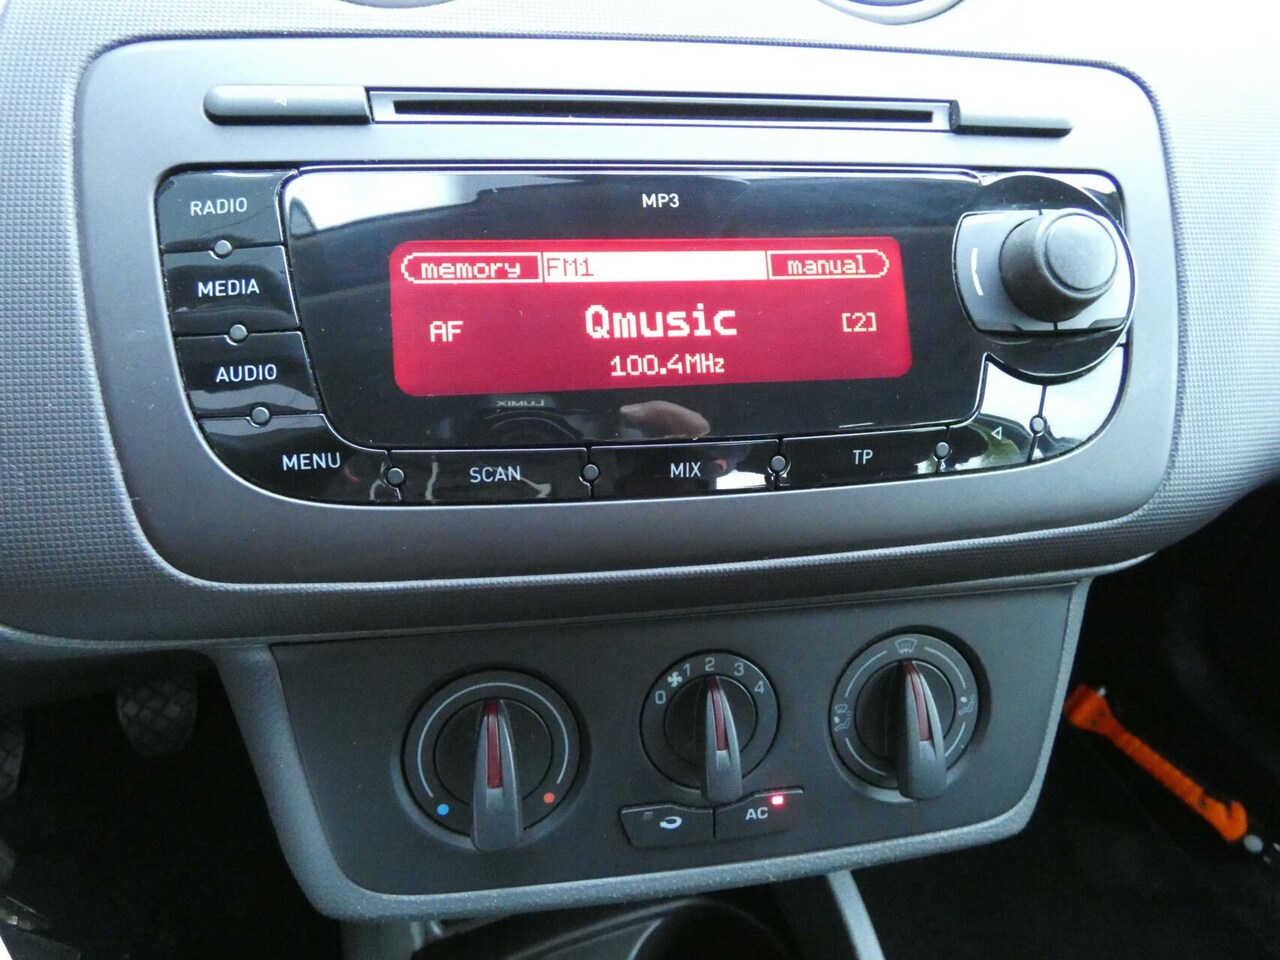 MP3
RADIO
MEDIA
AUDIO
MENU
memory FM1 manual
AF Qmusic [2]
100.4MHz
SCAN MIX TP
0 1 2 3 4
AC